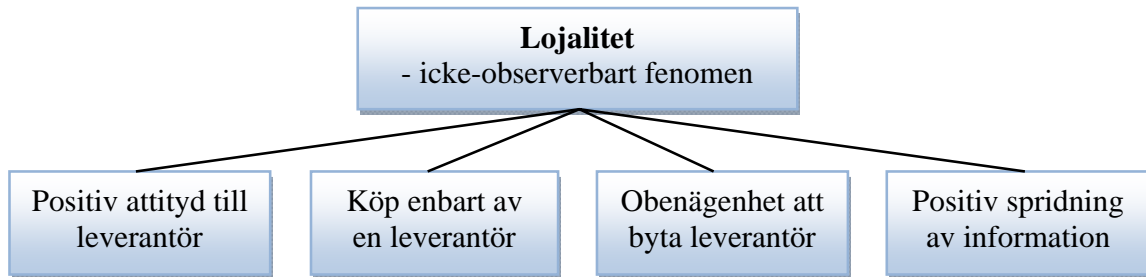 Lojalitet
- icke-observerbart fenomen
Positiv attityd till
leverantör
Köp enbart av
en leverantör
Obenägenhet att
byta leverantör
Positiv spridning
av information